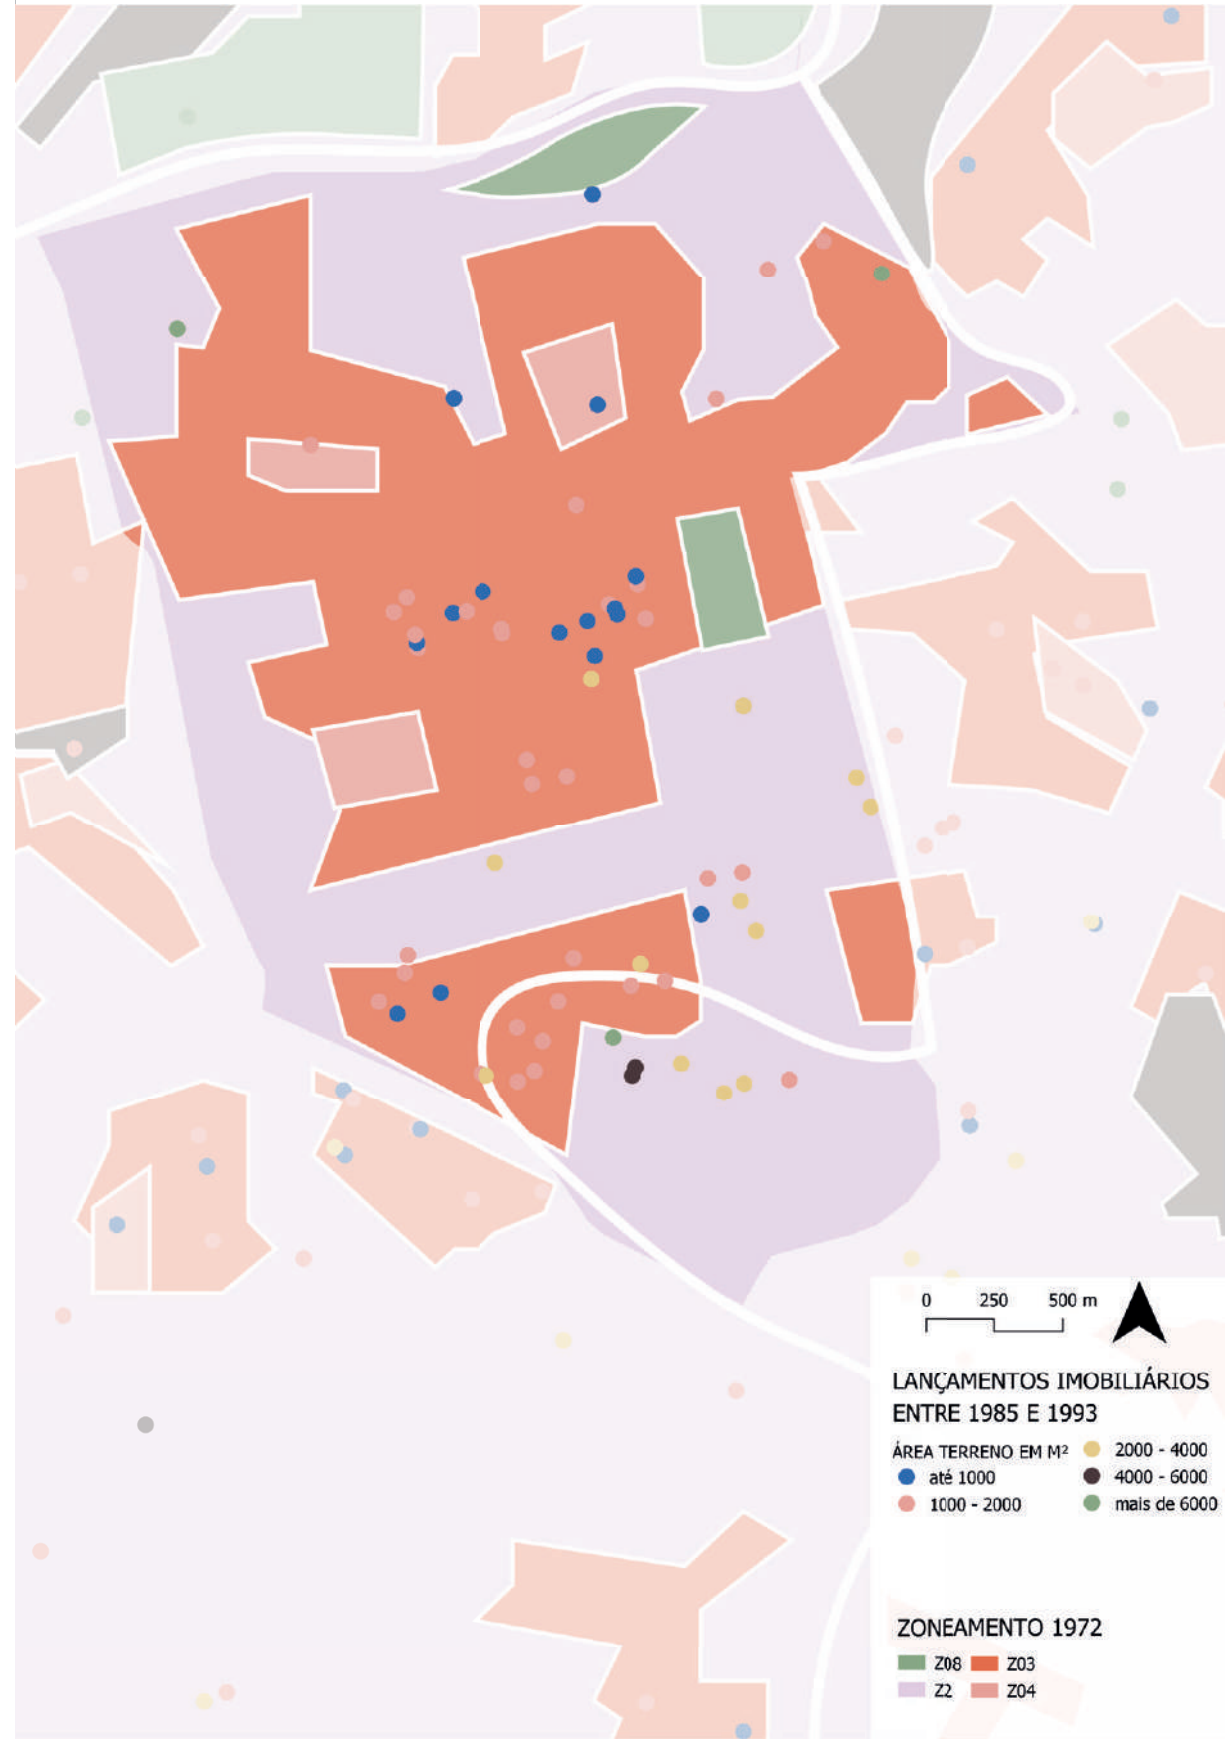 0 250 500 m
LANÇAMENTOS IMOBILIÁRIOS
ENTRE 1985 E 1993
ÁREA TERRENO EM M²
até 1000
1000 - 2000
2000 - 4000
4000 - 6000
mais de 6000
ZONEAMENTO 1972
Z08 Z03
Z2 Z04